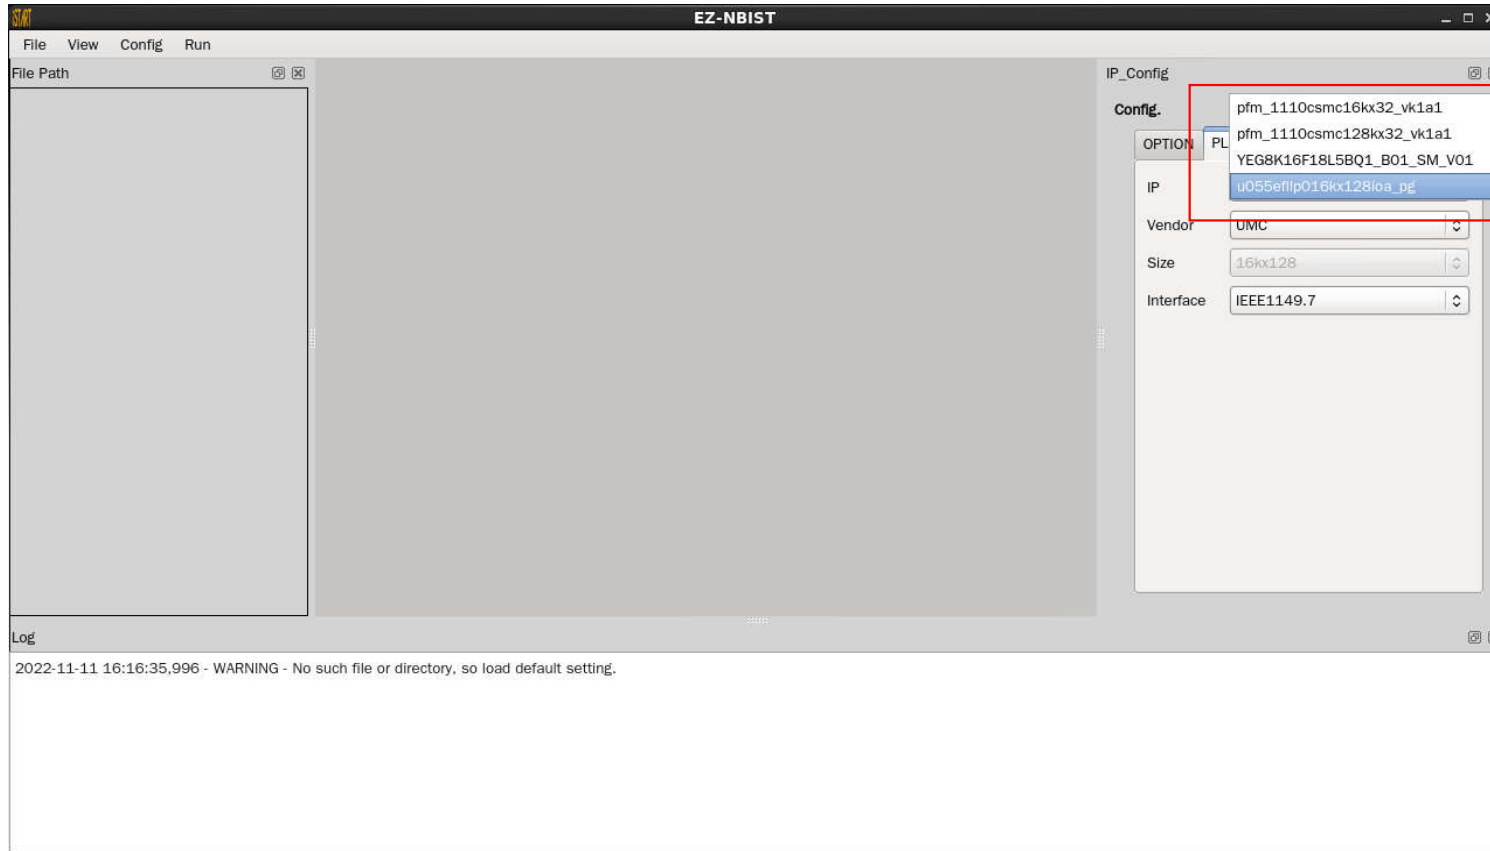 START
EZ-NBIST
File View Config Run
File Path
IP_Config
Config.
pfm_1110csmc16kx32_vk1a1
pfm_1110csmc128kx32_vk1a1
OPTION PL
YEG8K16F18L5BQ1_B01_SM_V01
IP
u055efllp016kx128ioa_pg
Vendor UMC
Size 16kx128
Interface IEEE1149.7
Log
2022-11-11 16:16:35,996 - WARNING - No such file or directory, so load default setting.